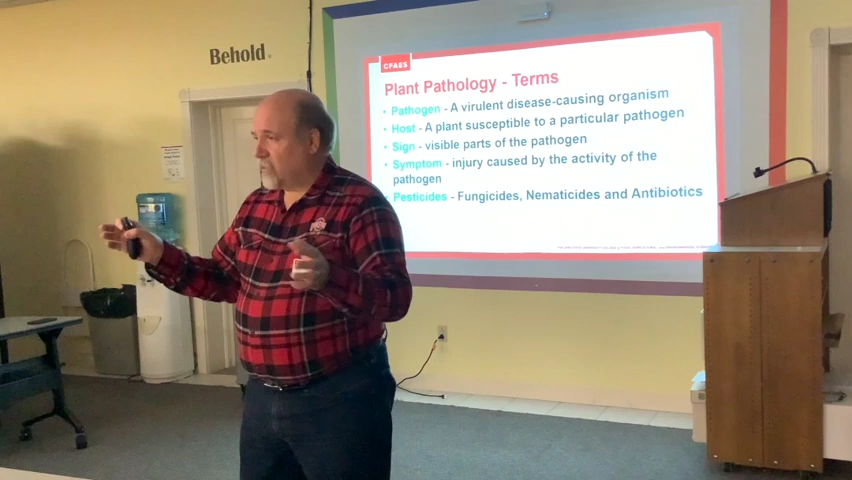 Behold.
CFAES
Plant Pathology - Terms
• Pathogen - A virulent disease-causing organism
• Host - A plant susceptible to a particular pathogen
• Sign - visible parts of the pathogen
• Symptom - injury caused by the activity of the
pathogen
Pesticides - Fungicides, Nematicides and Antibiotics